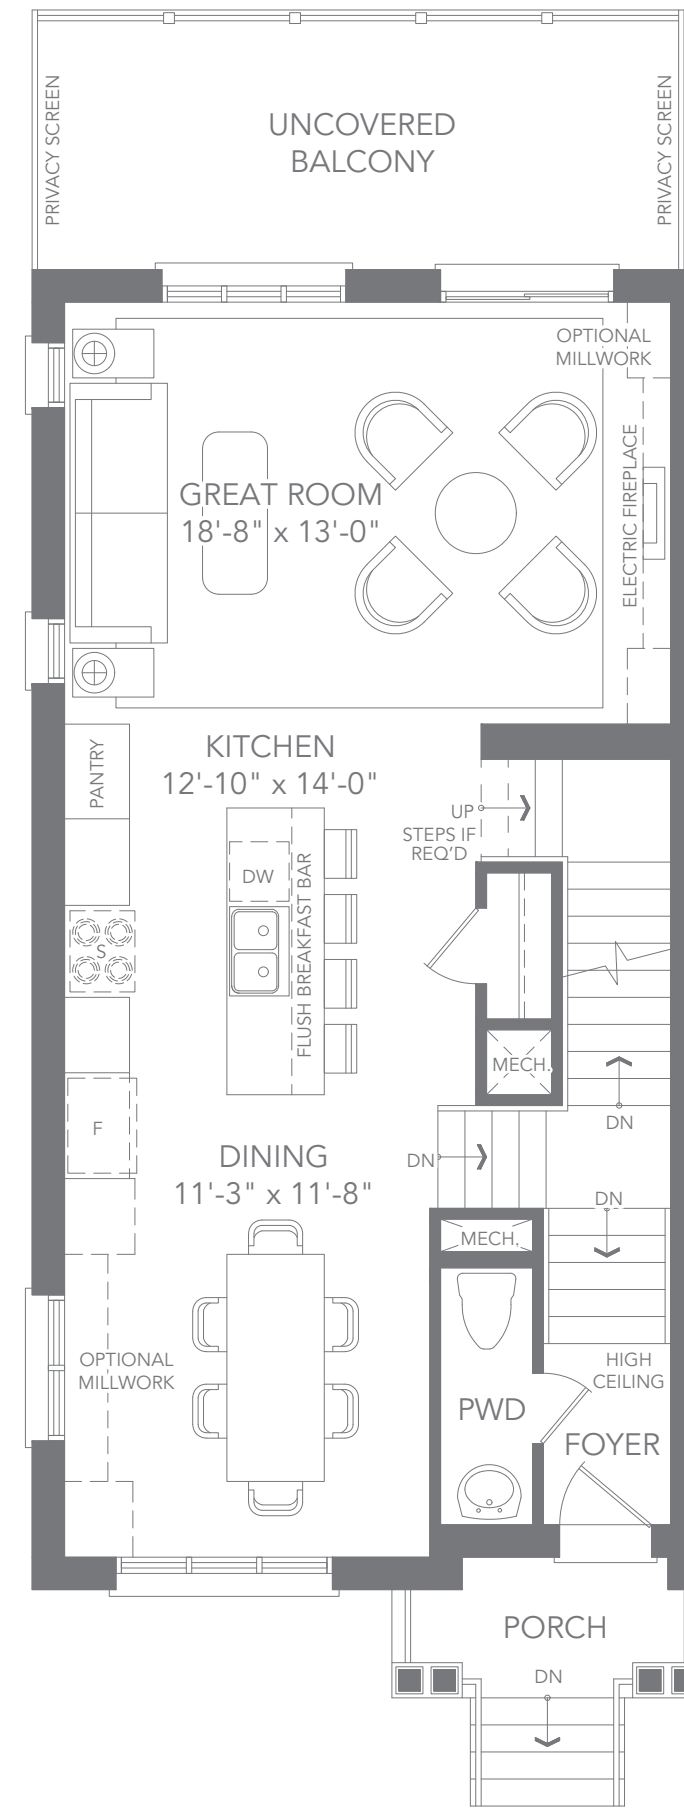 PRIVACY SCREEN
UNCOVERED
BALCONY
PRIVACY SCREEN
OPTIONAL
MILLWORK
ELECTRIC FIREPLACE
GREAT ROOM
18'-8" x 13'-0"
KITCHEN
12'-10" x 14'-0"
PANTRY
UP
STEPS IF
REQ'D
DW
FLUSH BREAKFAST BAR
S
MECH.
F
DN
DINING
11'-3" x 11'-8"
DN
DN
MECH.
OPTIONAL
MILLWORK
HIGH
CEILING
PWD
FOYER
PORCH
DN